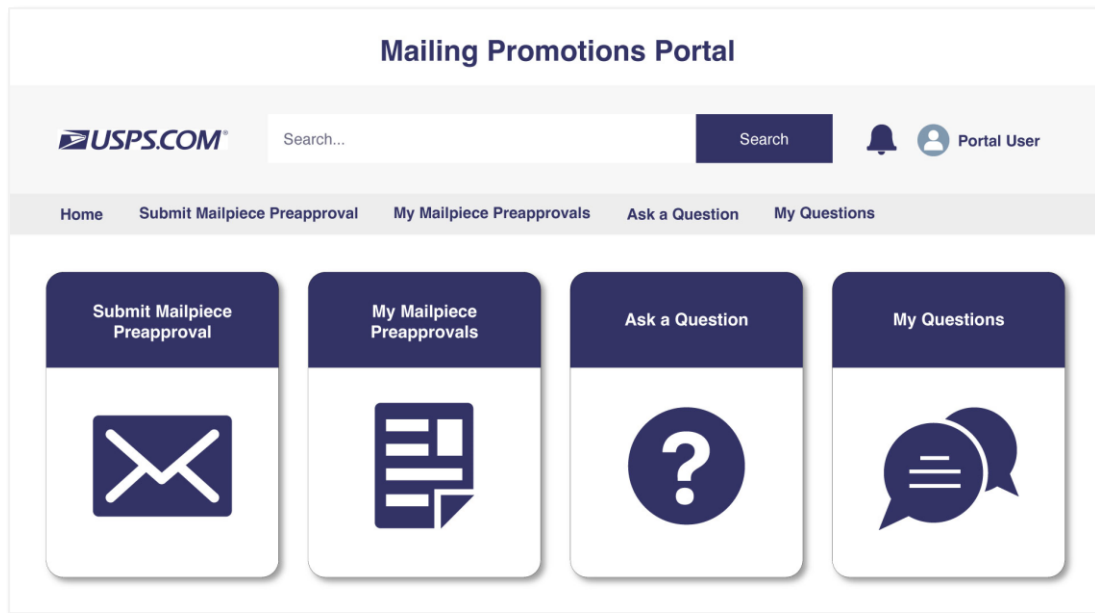 Mailing Promotions Portal
USPS.COM®
Search...
Search
Portal User
Home
Submit Mailpiece Preapproval
My Mailpiece Preapprovals
Ask a Question
My Questions
Submit Mailpiece
Preapproval
My Mailpiece
Preapprovals
Ask a Question
My Questions
?